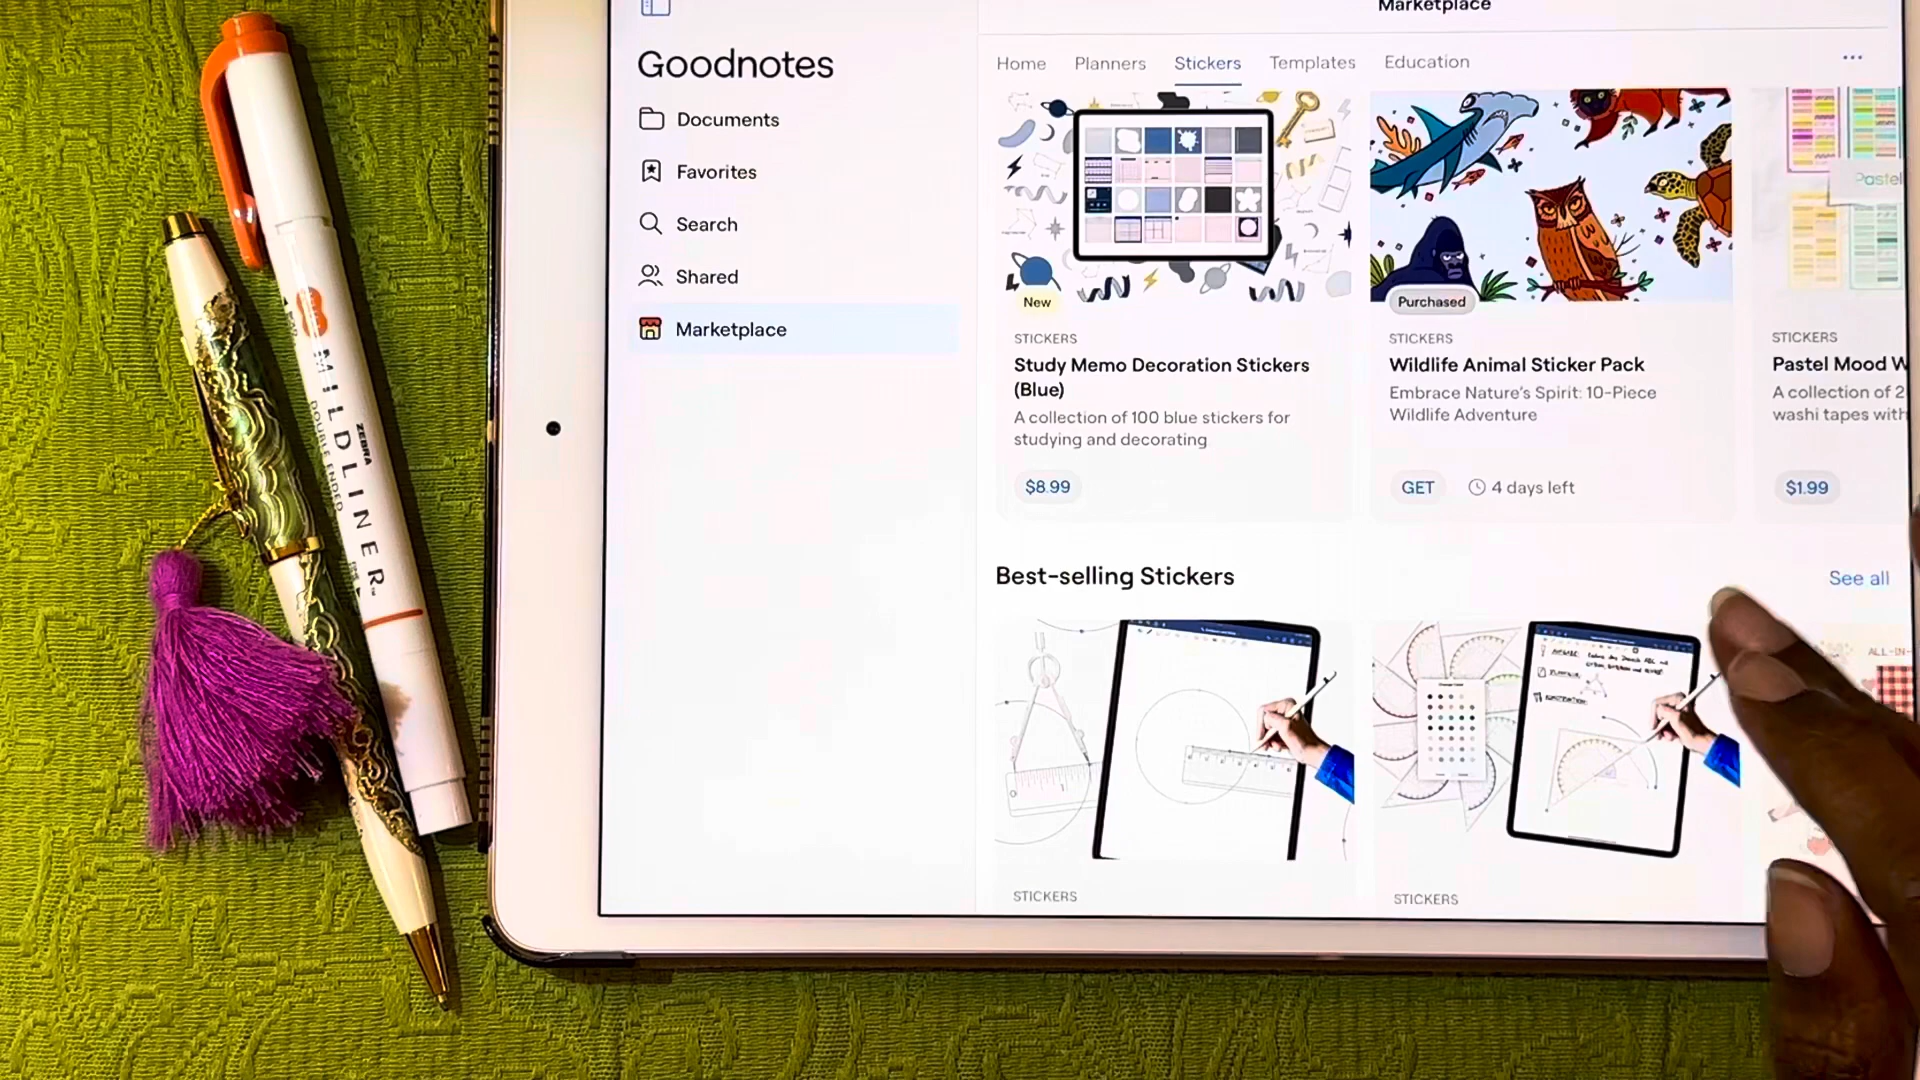 Marketplace
Goodnotes
Home Planners Stickers Templates Education
Documents
Favorites
Search
Shared
Marketplace
New
STICKERS
Study Memo Decoration Stickers
(Blue)
A collection of 100 blue stickers for
studying and decorating
$8.99
Purchased
STICKERS
Wildlife Animal Sticker Pack
Embrace Nature's Spirit: 10-Piece
Wildlife Adventure
GET 4 days left
Pastel
STICKERS
Pastel Mood W
A collection of 2
washi tapes with
$1.99
Best-selling Stickers
See all
ALL-IN-
STICKERS
STICKERS
ZEBRA
MILDLINER
DOUBLE ENDED